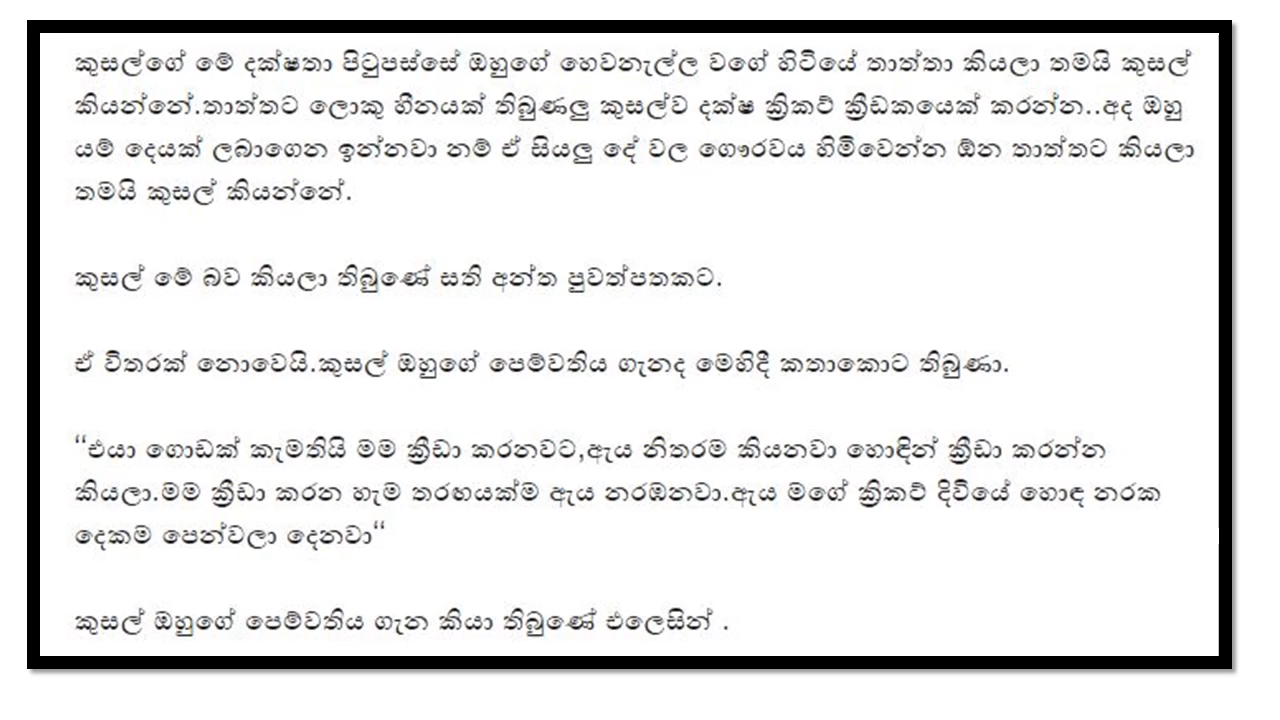 කුසල්ගේ මේ දක්ෂතා පිටුපස්සේ ඔහුගේ හෙවනැල්ල වගේ හිටියේ තාත්තා කියලා තමයි කුසල්
කියන්නේ.තාත්තට ලොකු හීනයක් තිබුණලු කුසල්ව දක්ෂ ක්‍රිකට් ක්‍රීඩකයෙක් කරන්න..අද ඔහු
යම් දෙයක් ලබාගෙන ඉන්නවා නම් ඒ සියලු දේ වල ගෞරවය හිමිවෙන්න ඕන තාත්තට කියලා
තමයි කුසල් කියන්නේ.
කුසල් මේ බව කියලා තිබුණේ සති අන්ත පුවත්පතකට.
ඒ විතරක් නොවෙයි.කුසල් ඔහුගේ පෙම්වතිය ගැනද මෙහිදී කතාකොට තිබුණා.
“එයා ගොඩක් කැමතියි මම ක්‍රීඩා කරනවට,ඇය නිතරම කියනවා හොඳින් ක්‍රීඩා කරන්න
කියලා.මම ක්‍රීඩා කරන හැම තරඟයක්ම ඇය නරඹනවා.ඇය මගේ ක්‍රිකට් දිවියේ හොඳ නරක
දෙකම පෙන්වලා දෙනවා“
කුසල් ඔහුගේ පෙම්වතිය ගැන කියා තිබුණේ එලෙසින් .